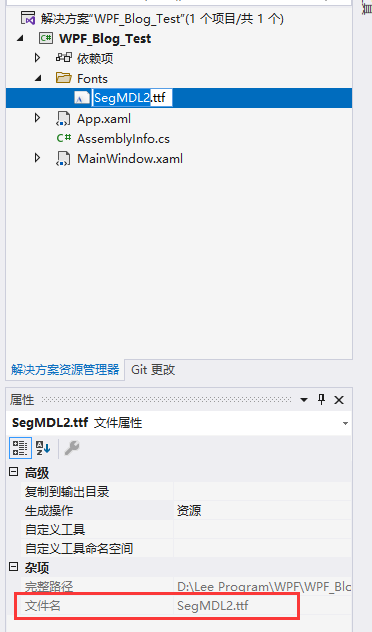 解决方案"WPF_Blog_Test"(1 个项目/共 1 个)
WPF_Blog_Test
依赖项
Fonts
SegMDL2.ttf
App.xaml
AssemblyInfo.cs
MainWindow.xaml
解决方案资源管理器 Git 更改
属性
SegMDL2.ttf 文件属性
高级
复制到输出目录
生成操作 资源
自定义工具
自定义工具命名空间
杂项
完整路径 D:\Lee Program\WPF\WPF_Blo
文件名 SegMDL2.ttf